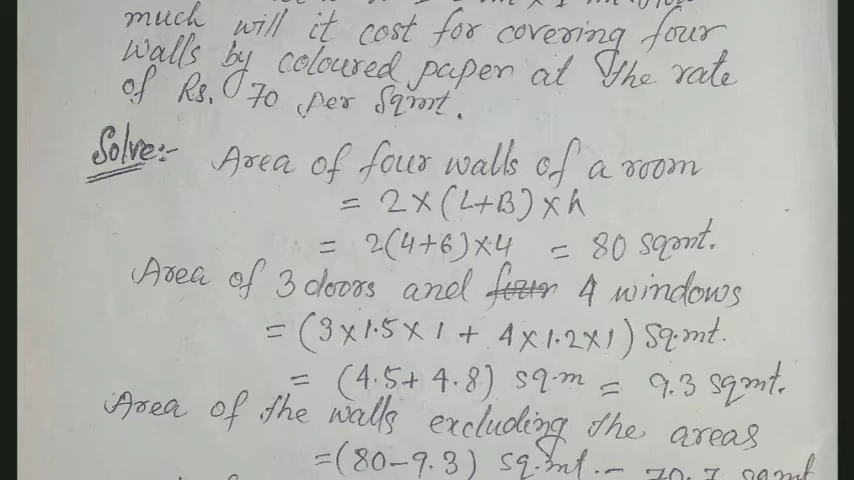 much will it cost for covering four
walls by coloured paper at the rate
of Rs. 70 per Sqmt.
Solve:- Area of four walls of a room
= 2×(L+B)×h
= 2(4+6)×4 = 80 sqmt.
Area of 3 doors and 4 windows
= (3×1.5×1 + 4×1.2×1) Sq.mt.
= (4.5+4.8) sq.m = 9.3 sqmt.
Area of the walls excluding the areas
=(80-9.3) sq.mt. = 70.7 sqmt